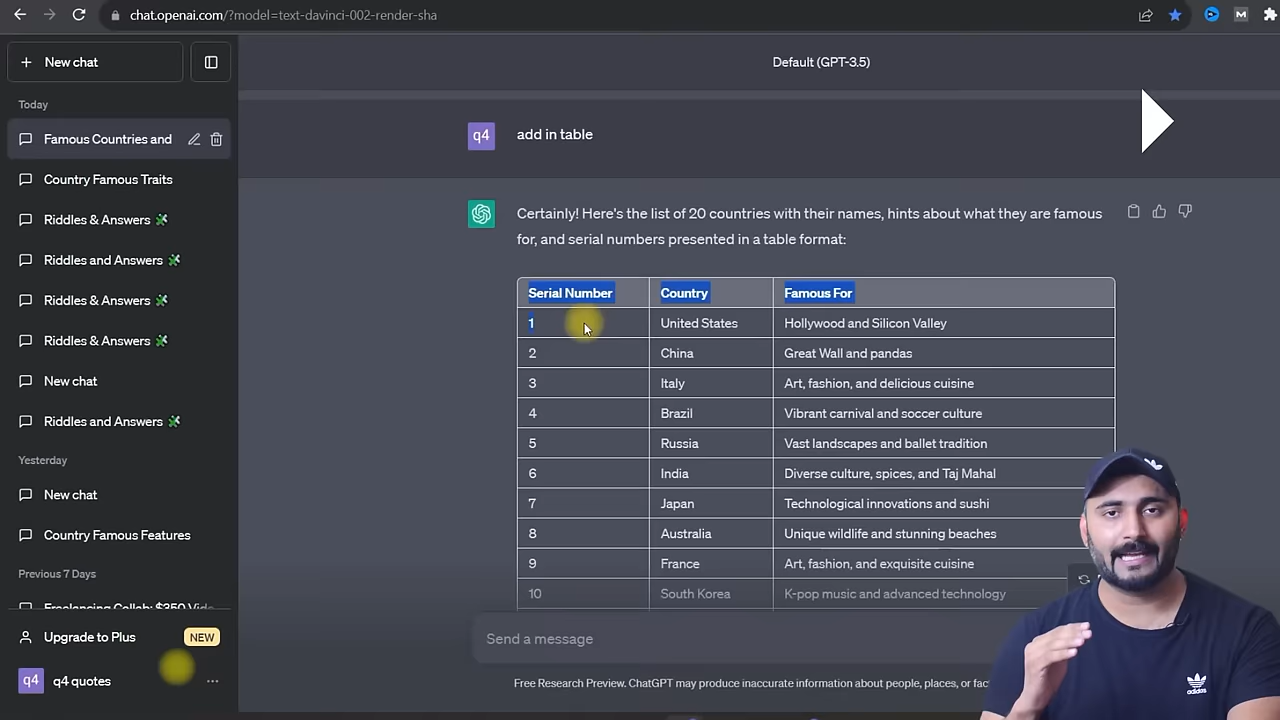 chat.openai.com/?model=text-davinci-002-render-sha
M
New chat
Default (GPT-3.5)
Today
Famous Countries and
Country Famous Traits
Riddles & Answers
Riddles and Answers
Riddles & Answers
Riddles & Answers
New chat
Riddles and Answers
Yesterday
New chat
Country Famous Features
Previous 7 Days
Freelancing Collab: $350 Vide
Upgrade to Plus NEW
q4 q4 quotes
q4 add in table
Certainly! Here's the list of 20 countries with their names, hints about what they are famous
for, and serial numbers presented in a table format:
Serial Number Country Famous For
1 United States Hollywood and Silicon Valley
2 China Great Wall and pandas
3 Italy Art, fashion, and delicious cuisine
4 Brazil Vibrant carnival and soccer culture
5 Russia Vast landscapes and ballet tradition
6 India Diverse culture, spices, and Taj Mahal
7 Japan Technological innovations and sushi
8 Australia Unique wildlife and stunning beaches
9 France Art, fashion, and exquisite cuisine
10 South Korea K-pop music and advanced technology
Send a message
Free Research Preview. ChatGPT may produce inaccurate information about people, places, or
adidas